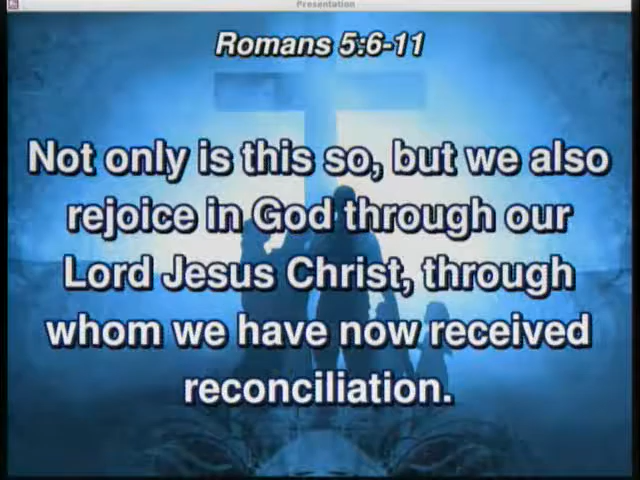 Presentation
Romans 5:6-11
Not only is this so, but we also
rejoice in God through our
Lord Jesus Christ, through
whom we have now received
reconciliation.